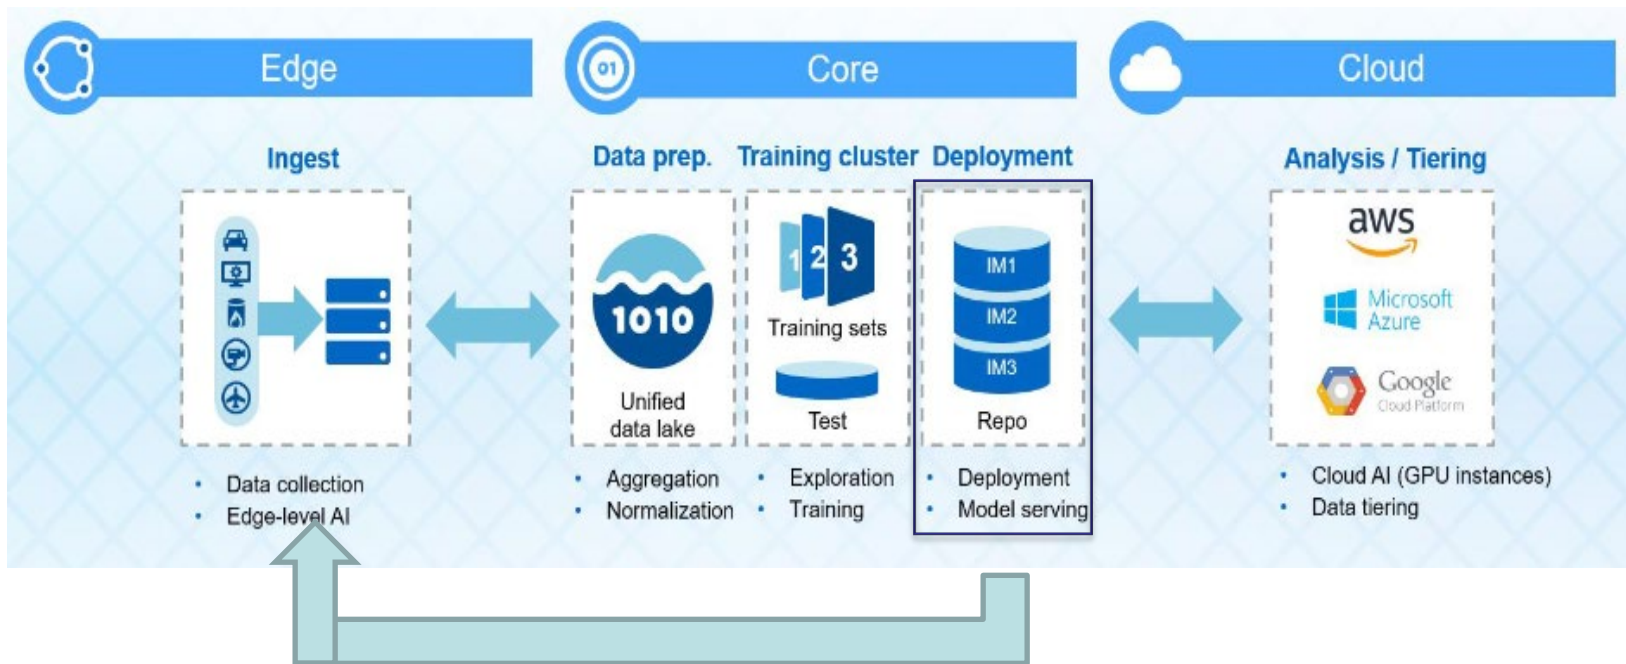 Edge
01
Core
Cloud
Ingest
Data prep.
Training cluster
Deployment
Analysis / Tiering
1010
Unified
data lake
1
2
3
Training sets
Test
IM1
IM2
IM3
Repo
aws
Microsoft
Azure
Google
Cloud Platform
• Data collection
• Edge-level AI
• Aggregation
• Normalization
• Exploration
• Training
• Deployment
• Model serving
• Cloud AI (GPU instances)
• Data tiering